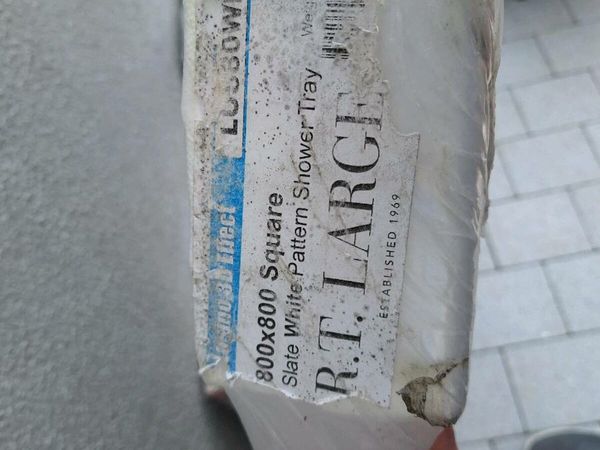 800x800 Square
Slate White Pattern Shower Tray
R.T. LARGE
ESTABLISHED 1969